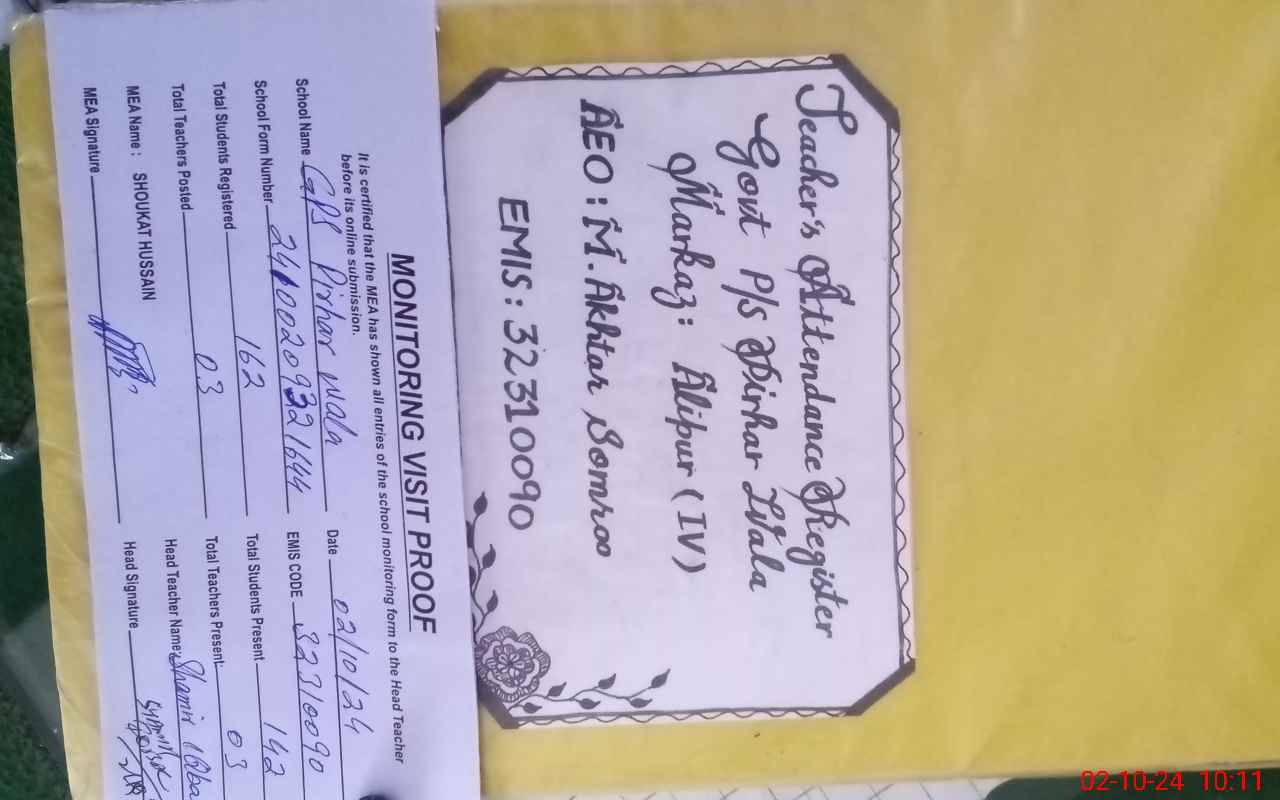 Teacher's Attendance Register
Govt P/S Pirhar Wala
Markaz: Alipur (IV)
AEO: M. Akhtar Somroo
EMIS: 32310090
MONITORING VISIT PROOF
It is certified that the MEA has shown all entries of the school monitoring form to the Head Teacher
before its online submission.
School Name GPS Pirhar wala Date 02/10/24
School Form Number 24100209321644 EMIS CODE 32310090
Total Students Registered 162 Total Students Present 142
Total Teachers Posted 03 Total Teachers Present: 03
MEA Name: SHOUKAT HUSSAIN Head Teacher Name: Shamir
MEA Signature Head Signature
02-10-24 10:11